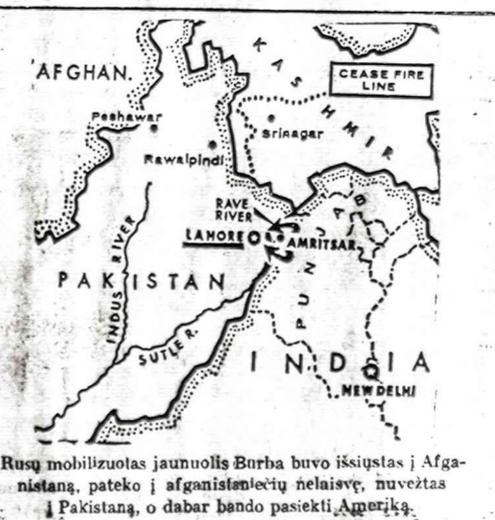 AFGHAN.
KASHMIR
CEASE FIRE
LINE
Peshawar
Srinagar
Rawalpindi
RAVE
RIVER
LAHORE
AMRITSAR
PUNJAB
PAKISTAN
INDUS RIVER
SUTLE R.
INDIA
NEW DELHI
Rusų mobilizuotas jaunuolis Burba buvo išsiųstas į Afga-
nistaną, pateko į afganistaniečių nelaisvę, nuvežtas
į Pakistaną, o dabar bando pasiekti Ameriką.